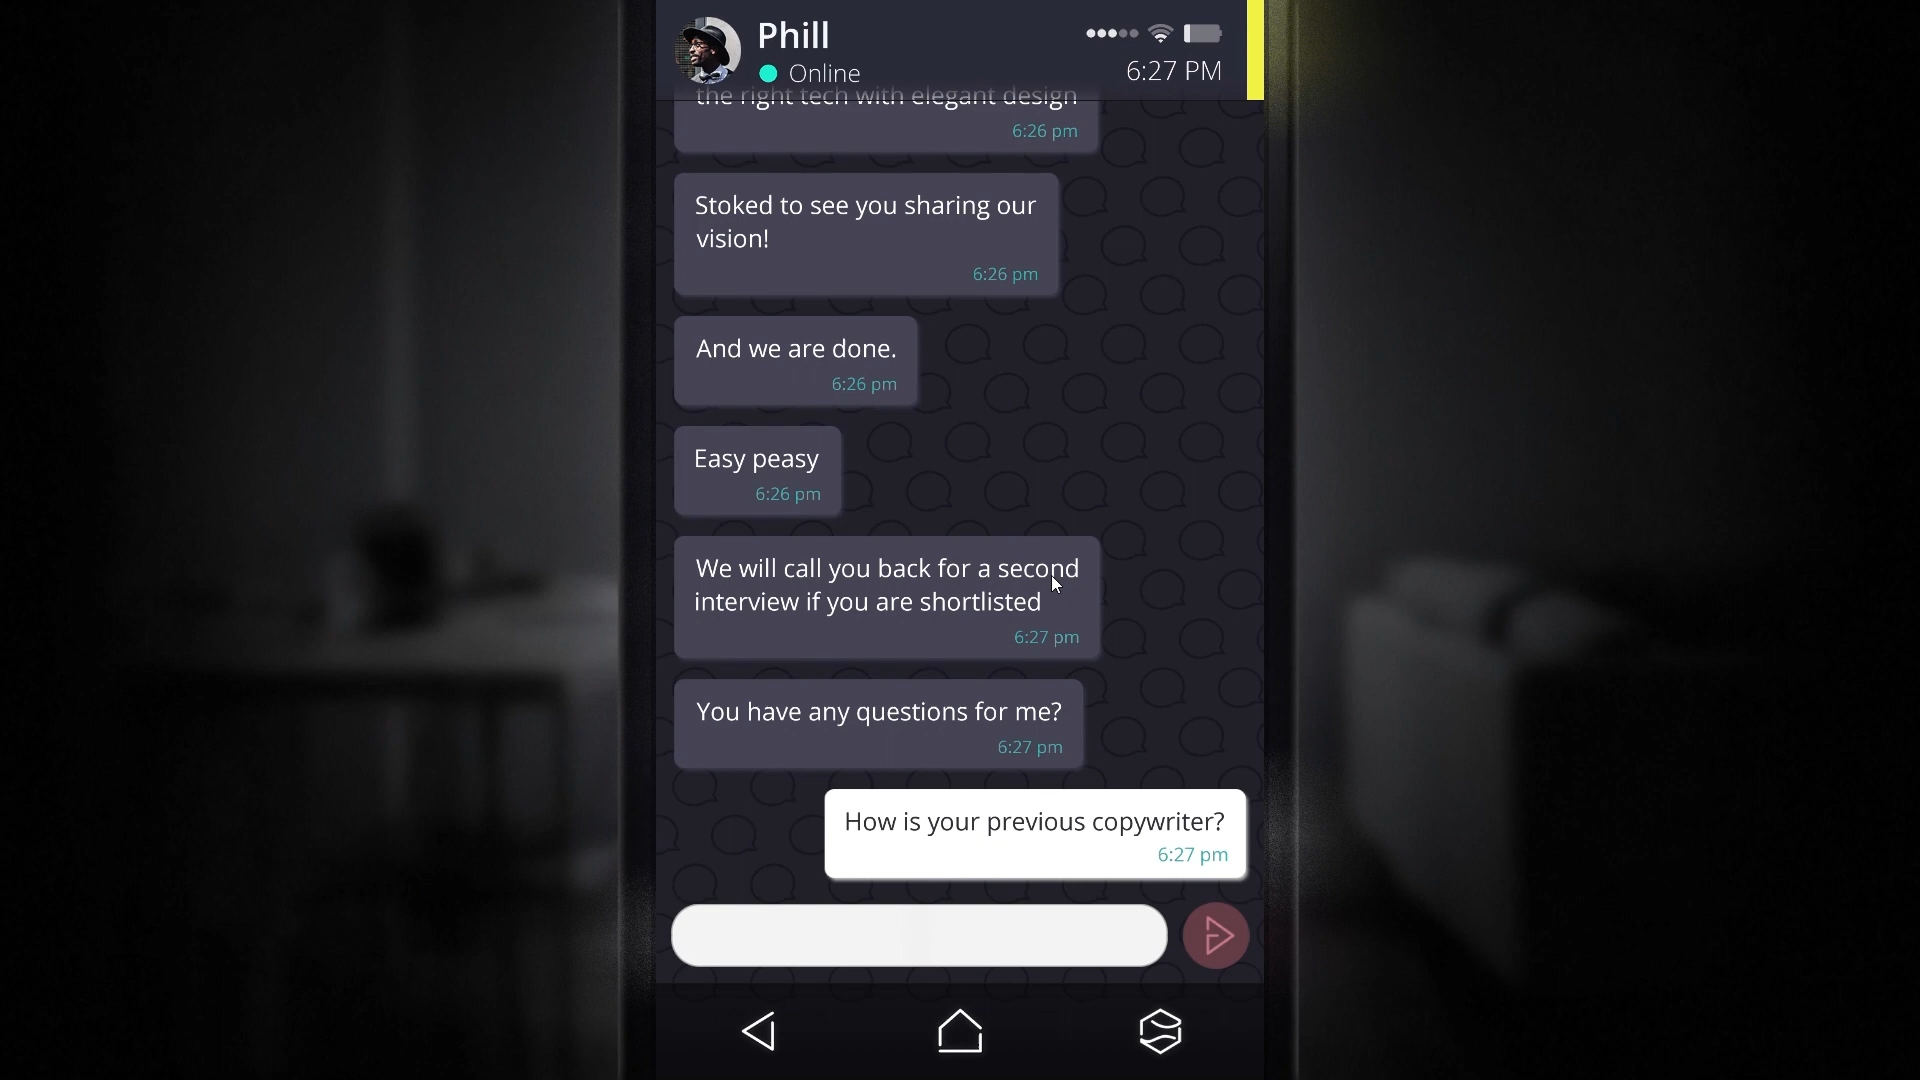 Phill
Online
6:27 PM
the right tech with elegant design
6:26 pm
Stoked to see you sharing our
vision!
6:26 pm
And we are done.
6:26 pm
Easy peasy
6:26 pm
We will call you back for a second
interview if you are shortlisted
6:27 pm
You have any questions for me?
6:27 pm
How is your previous copywriter?
6:27 pm